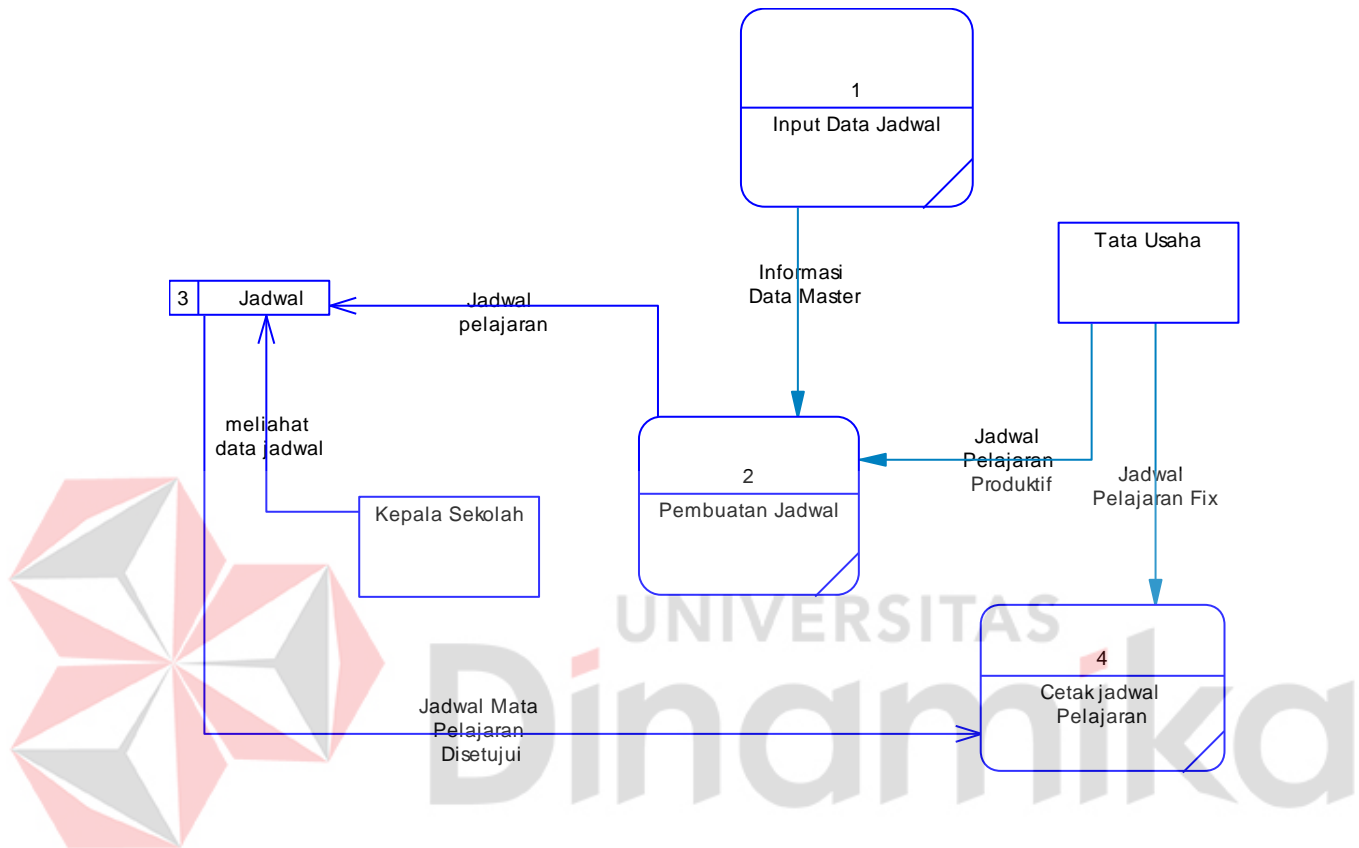 1
Input Data Jadwal
Tata Usaha
Informasi
Data Master
3 Jadwal
Jadwal
pelajaran
meliahat
data jadwal
Jadwal
Pelajaran
Produktif
Jadwal
Pelajaran Fix
2
Pembuatan Jadwal
Kepala Sekolah
UNIVERSITAS
Dinamika
4
Cetak jadwal
Pelajaran
Jadwal Mata
Pelajaran
Disetujui